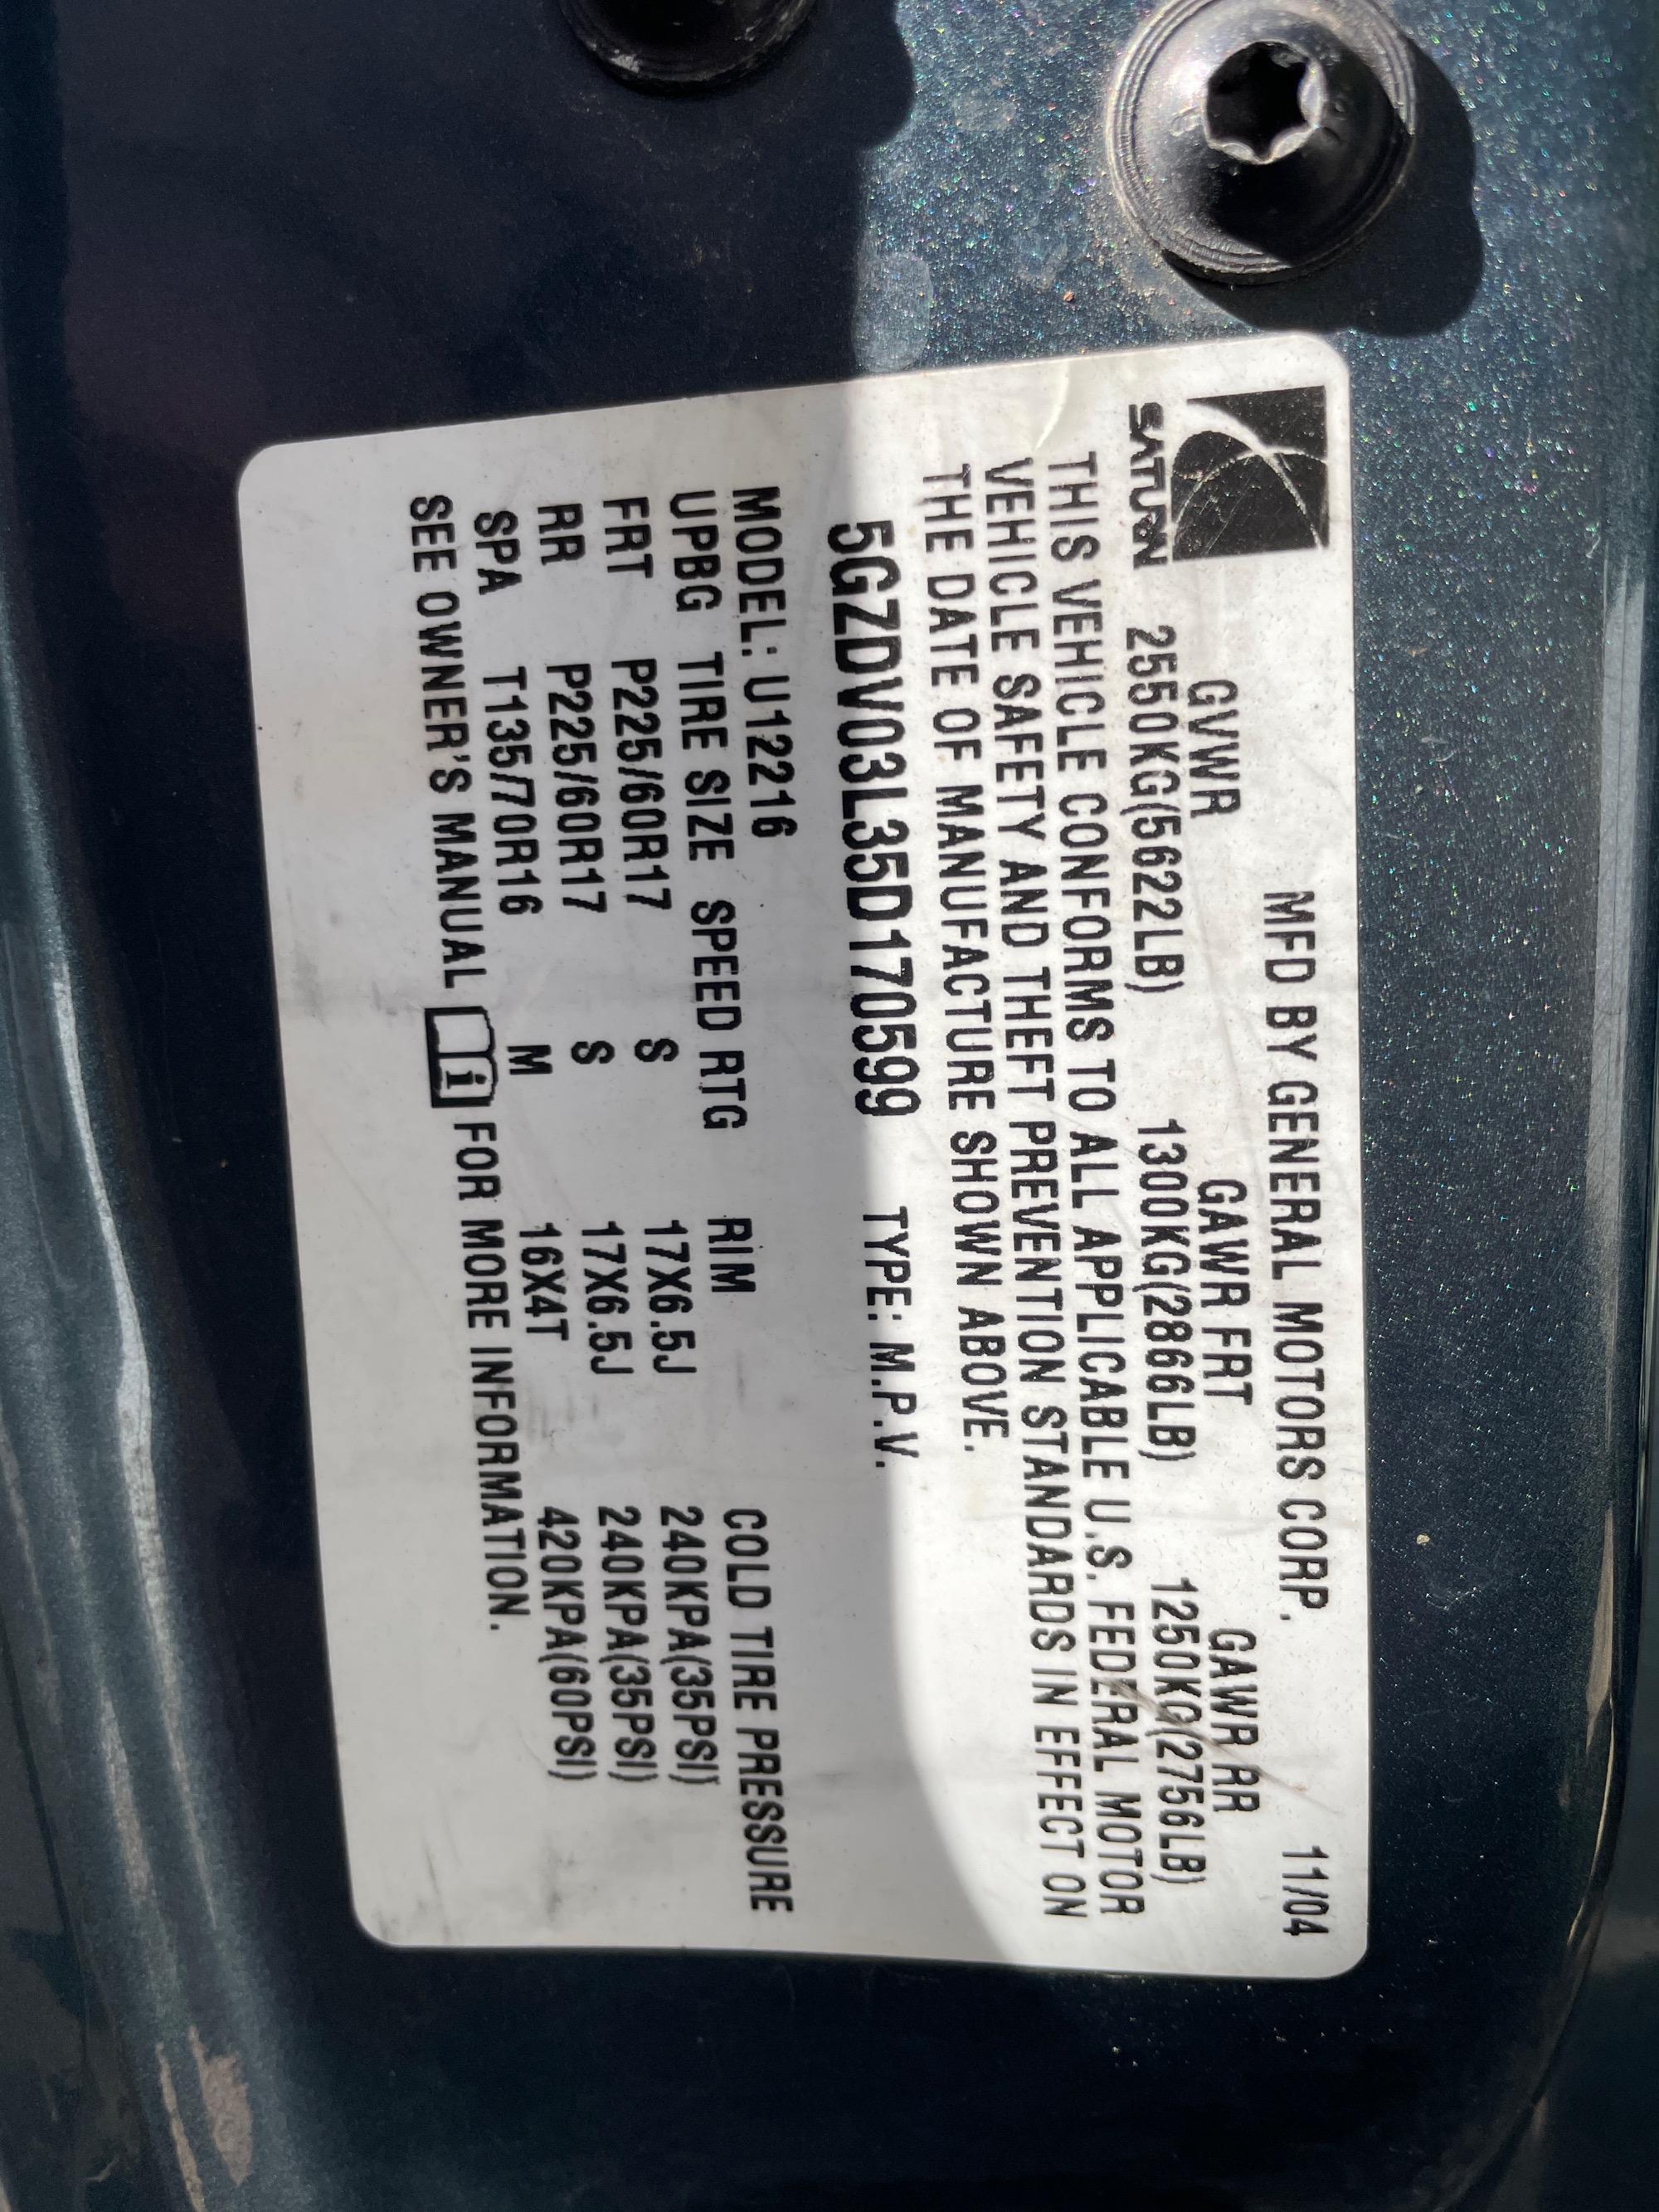 MFD BY GENERAL MOTORS CORP. 11/04
SATURN
GVWR GAWR FRT GAWR RR
2550KG(5622LB) 1300KG(2866LB) 1250KG(2756LB)
THIS VEHICLE CONFORMS TO ALL APPLICABLE U.S. FEDERAL MOTOR
VEHICLE SAFETY AND THEFT PREVENTION STANDARDS IN EFFECT ON
THE DATE OF MANUFACTURE SHOWN ABOVE.
5GZDV03L35D170599 TYPE: M.P.V.
MODEL: U12216
UPBG TIRE SIZE SPEED RTG RIM COLD TIRE PRESSURE
FRT P225/60R17 S 17X6.5J 240KPA(35PSI)
RR P225/60R17 S 17X6.5J 240KPA(35PSI)
SPA T135/70R16 M 16X4T 420KPA(60PSI)
SEE OWNER'S MANUAL i FOR MORE INFORMATION.